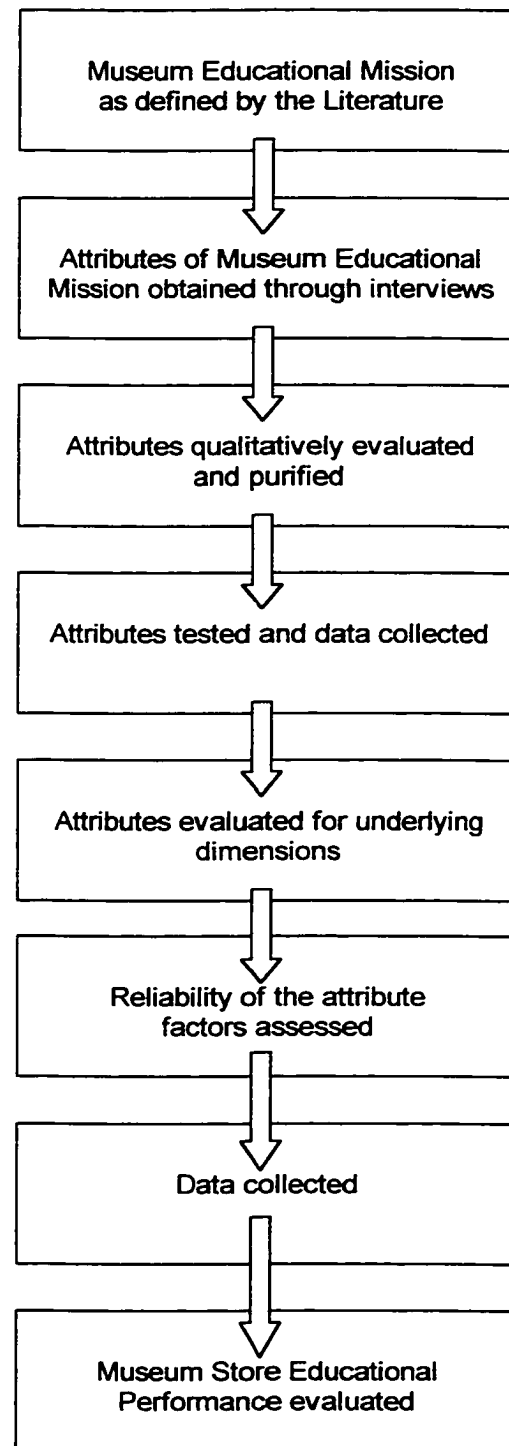 Museum Educational Mission
as defined by the Literature
Attributes of Museum Educational
Mission obtained through interviews
Attributes qualitatively evaluated
and purified
Attributes tested and data collected
Attributes evaluated for underlying
dimensions
Reliability of the attribute
factors assessed
Data collected
Museum Store Educational
Performance evaluated